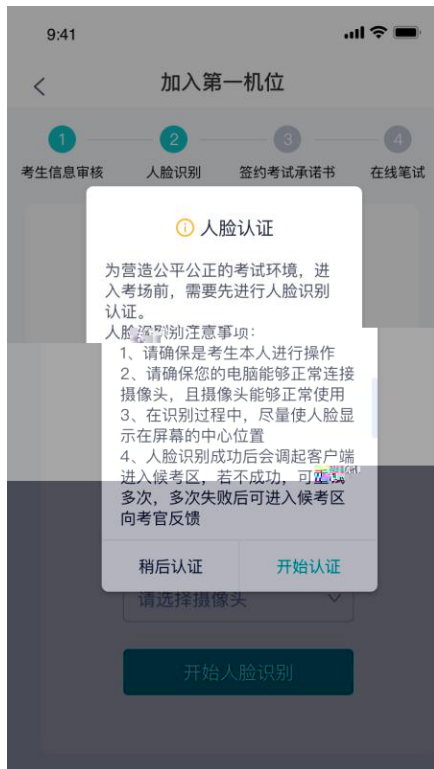 9:41
加入第一机位
1
2
3
4
考生信息审核
人脸识别
签约考试承诺书
在线笔试
人脸认证
为营造公平公正的考试环境，进
入考场前，需要先进行人脸识别
认证。
人脸识别注意事项：
1、请确保是考生本人进行操作
2、请确保您的电脑能够正常连接
摄像头，且摄像头能够正常使用
3、在识别过程中，尽量使人脸显
示在屏幕的中心位置
4、人脸识别成功后会调起客户端
进入候考区，若不成功，可
多次，多次失败后可进入候考区
向考官反馈
稍后认证
开始认证
请选择摄像头
开始人脸识别